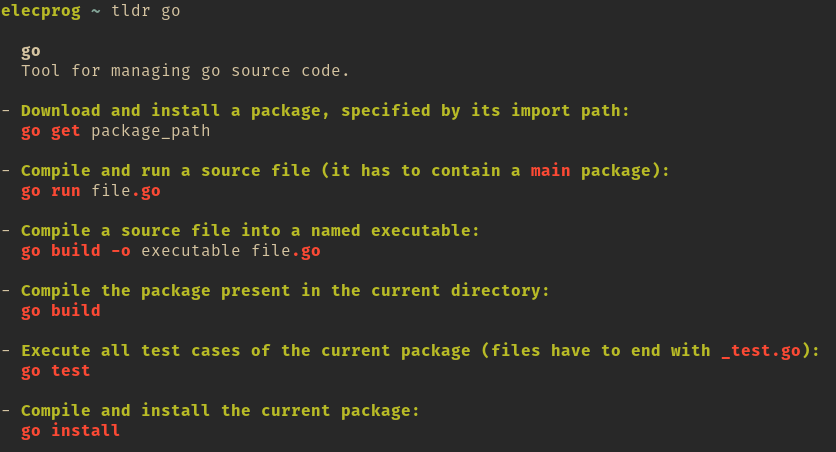 elecprog ~ tldr go
go
Tool for managing go source code.
- Download and install a package, specified by its import path:
go get package_path
- Compile and run a source file (it has to contain a main package):
go run file.go
- Compile a source file into a named executable:
go build -o executable file.go
- Compile the package present in the current directory:
go build
- Execute all test cases of the current package (files have to end with _test.go):
go test
- Compile and install the current package:
go install